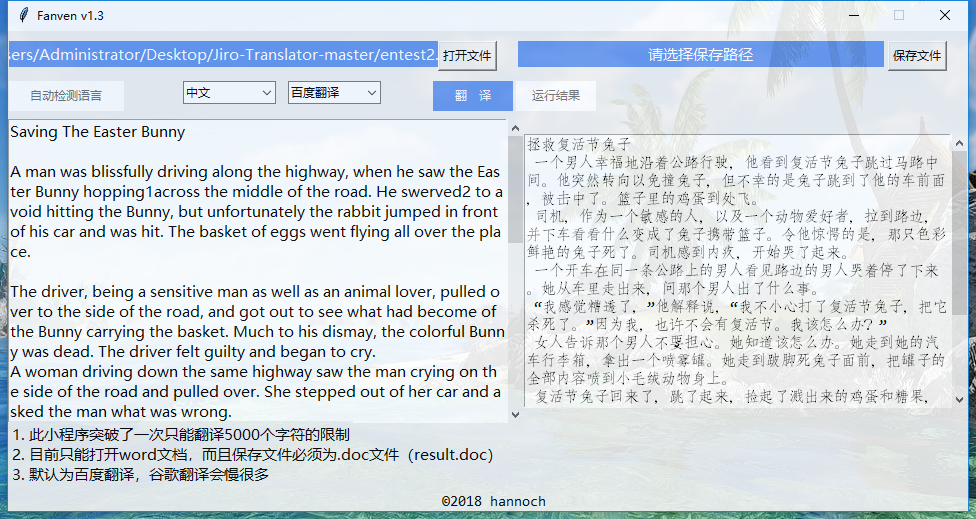 Fanven v1.3
sers/Administrator/Desktop/Jiro-Translator-master/entest2.
打开文件
请选择保存路径
保存文件
自动检测语言
中文
百度翻译
翻 译
运行结果
Saving The Easter Bunny
A man was blissfully driving along the highway, when he saw the Eas
ter Bunny hopping1across the middle of the road. He swerved2 to a
void hitting the Bunny, but unfortunately the rabbit jumped in front
of his car and was hit. The basket of eggs went flying all over the pla
ce.
The driver, being a sensitive man as well as an animal lover, pulled o
ver to the side of the road, and got out to see what had become of
the Bunny carrying the basket. Much to his dismay, the colorful Bunn
y was dead. The driver felt guilty and began to cry.
A woman driving down the same highway saw the man crying on th
e side of the road and pulled over. She stepped out of her car and a
sked the man what was wrong.
拯救复活节兔子
一个男人幸福地沿着公路行驶，他看到复活节兔子跳过马路中
间。他突然转向以免撞兔子，但不幸的是兔子跳到了他的车前面
，被击中了。篮子里的鸡蛋到处飞。
司机，作为一个敏感的人，以及一个动物爱好者，拉到路边，
并下车看看什么变成了兔子携带篮子。令他惊愕的是，那只色彩
鲜艳的兔子死了。司机感到内疚，开始哭了起来。
一个开车在同一条公路上的男人看见路边的男人哭着停了下来
。她从车里走出来，问那个男人出了什么事。
“我感觉糟透了，”他解释说，“我不小心打了复活节兔子，把它
杀死了。”因为我，也许不会有复活节。我该怎么办？”
女人告诉那个男人不要担心。她知道该怎么办。她走到她的汽
车行李箱，拿出一个喷雾罐。她走到跛脚死兔子面前，把罐子的
全部内容喷到小毛绒动物身上。
复活节兔子回来了，跳了起来，捡起了溅出来的鸡蛋和糖果，
1. 此小程序突破了一次只能翻译5000个字符的限制
2. 目前只能打开word文档，而且保存文件必须为.doc文件（result.doc）
3. 默认为百度翻译，谷歌翻译会慢很多
©2018 hannoch